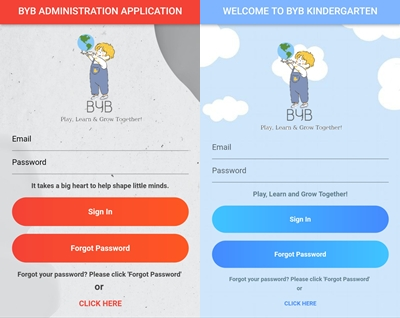 BYB ADMINISTRATION APPLICATION
BYB
Play, Learn & Grow Together!
Email
Password
It takes a big heart to help shape little minds.
Sign In
Forgot Password
Forgot your password? Please click 'Forgot Password'
or
CLICK HERE
WELCOME TO BYB KINDERGARTEN
BYB
Play, Learn & Grow Together!
Email
Password
Play, Learn and Grow Together!
Sign In
Forgot Password
Forgot your password? Please click 'Forgot Password'
or
CLICK HERE